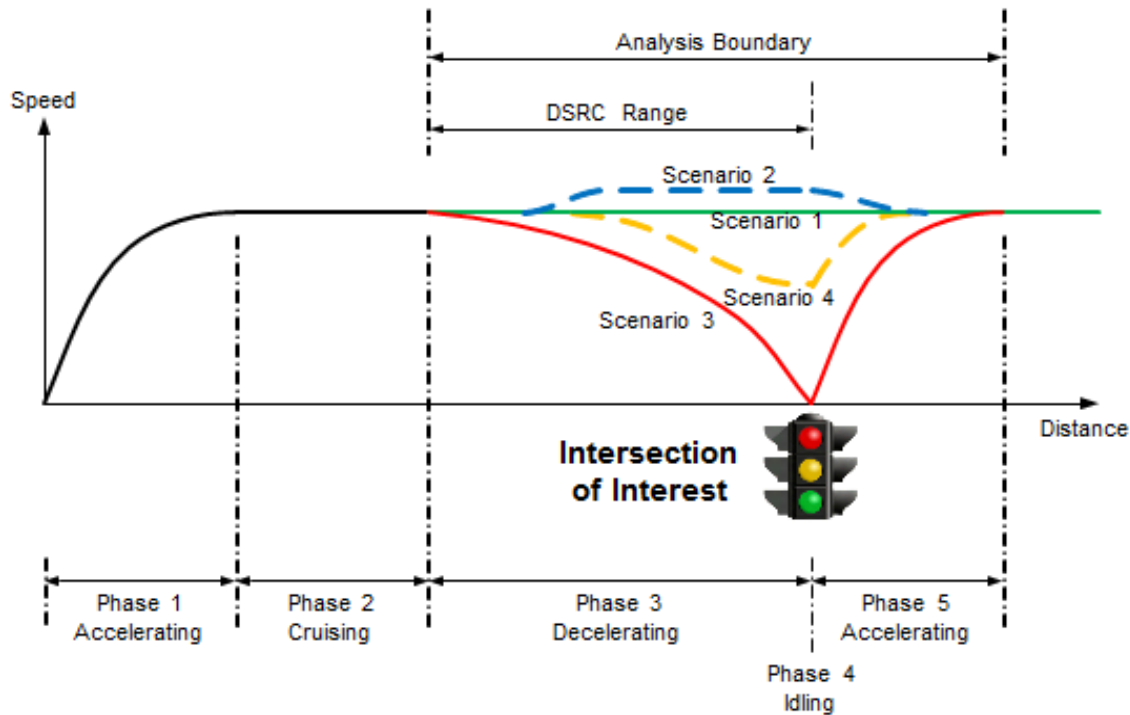 Analysis Boundary
Speed
DSRC Range
Scenario 2
Scenario 1
Scenario 4
Scenario 3
Distance
Intersection
of Interest
Phase 1
Accelerating
Phase 2
Cruising
Phase 3
Decelerating
Phase 5
Accelerating
Phase 4
Idling